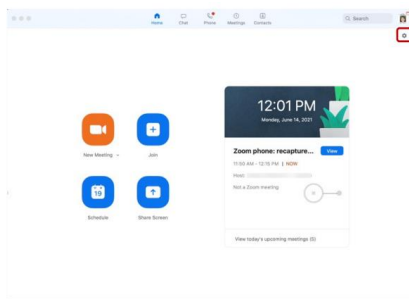 Home Chat Phone Meetings Contacts
Search
12:01 PM
Monday, June 14, 2021
New Meeting
Join
Zoom phone: recapture...
View
11:50 AM - 12:15 PM | NOW
Host:
Not a Zoom meeting
19
Schedule
Share Screen
View today's upcoming meetings (5)